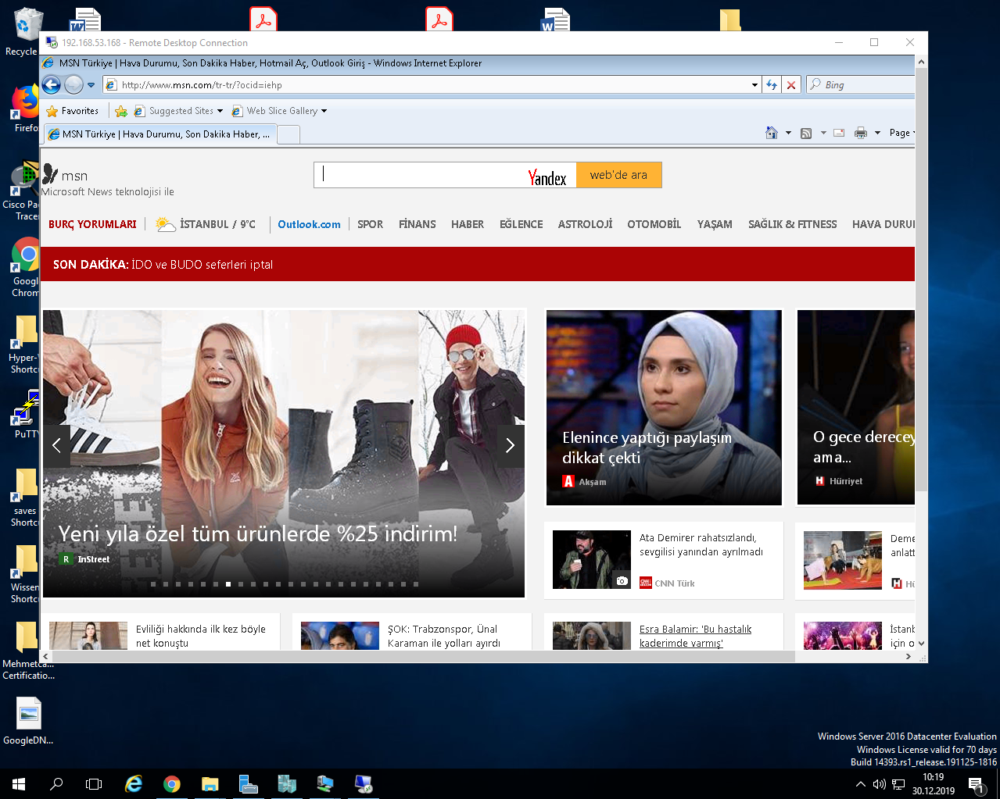 Recycle
192.168.53.168 - Remote Desktop Connection
MSN Türkiye | Hava Durumu, Son Dakika Haber, Hotmail Aç, Outlook Giriş - Windows Internet Explorer
http://www.msn.com/tr-tr/?ocid=iehp
Bing
Favorites
Suggested Sites
Web Slice Gallery
MSN Türkiye | Hava Durumu, Son Dakika Haber, ...
Page
msn
Microsoft News teknolojisi ile
Yandex
web'de ara
BURÇ YORUMLARI
İSTANBUL / 9°C
Outlook.com
SPOR
FİNANS
HABER
EĞLENCE
ASTROLOJİ
OTOMOBİL
YAŞAM
SAĞLIK & FITNESS
HAVA DURU
SON DAKİKA: İDO ve BUDO seferleri iptal
Yeni yıla özel tüm ürünlerde %25 indirim!
R InStreet
Elenince yaptığı paylaşım
dikkat çekti
A Akşam
O gece derecey
ama...
H Hürriyet
Ata Demirer rahatsızlandı,
sevgilisi yanından ayrılmadı
CNN Türk
Deme
anlatt
H Hü
Evliliği hakkında ilk kez böyle
net konuştu
ŞOK: Trabzonspor, Ünal
Karaman ile yolları ayırdı
Esra Balamir: 'Bu hastalık
kaderimde varmış'
İstanb
için o
Firefo
Cisco Pac
Tracer
Googl
Chrom
Hyper-V
Shortc
PuTTY
saves
Shortc
Wissen
Shortc
Mehmetca...
Certificatio...
GoogleDN...
Windows Server 2016 Datacenter Evaluation
Windows License valid for 70 days
Build 14393.rs1_release.191125-1816
10:19
30.12.2019
1